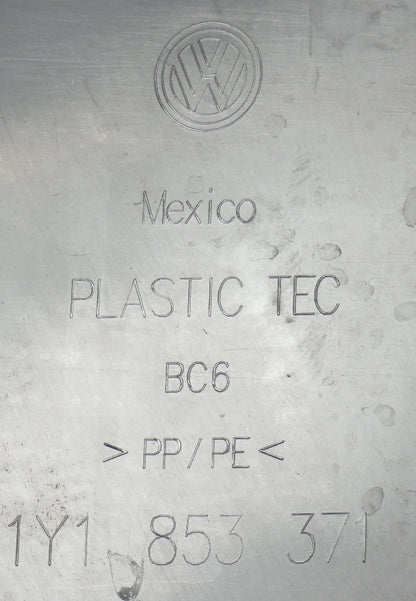 Mexico
PLASTIC TEC
BC6
> PP/PE <
1Y1 853 371